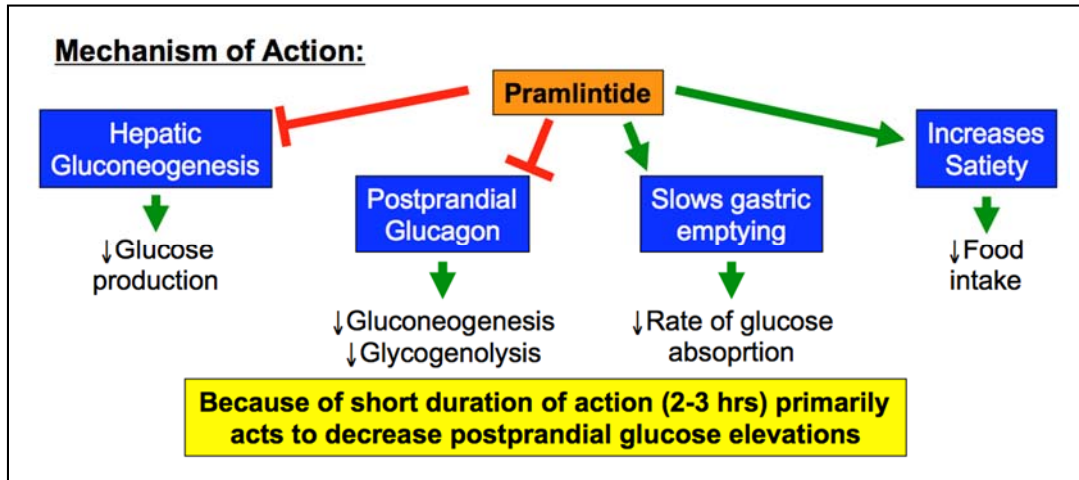 Mechanism of Action:
Pramlintide
Hepatic
Gluconeogenesis
Increases
Satiety
Postprandial
Glucagon
Slows gastric
emptying
↓Glucose
production
↓Food
intake
↓Gluconeogenesis
↓Glycogenolysis
↓Rate of glucose
absoprtion
Because of short duration of action (2-3 hrs) primarily
acts to decrease postprandial glucose elevations